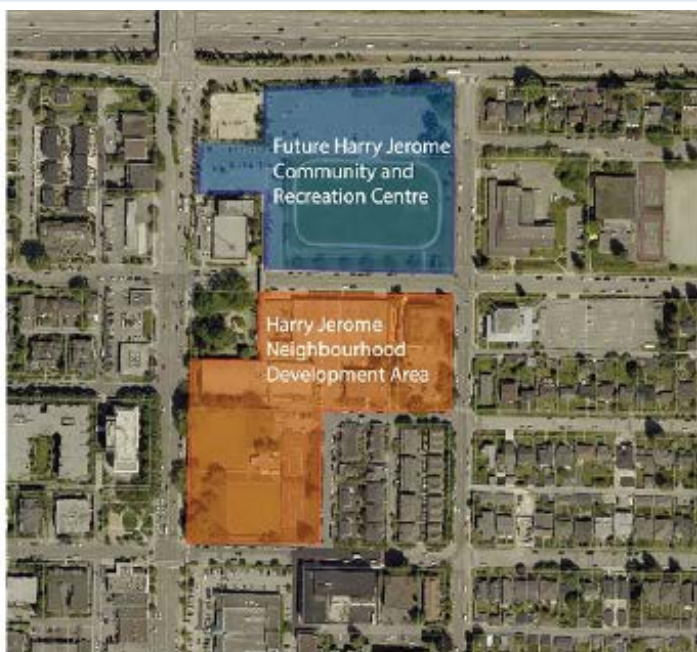 Future Harry Jerome
Community and
Recreation Centre
Harry Jerome
Neighbourhood
Development Area